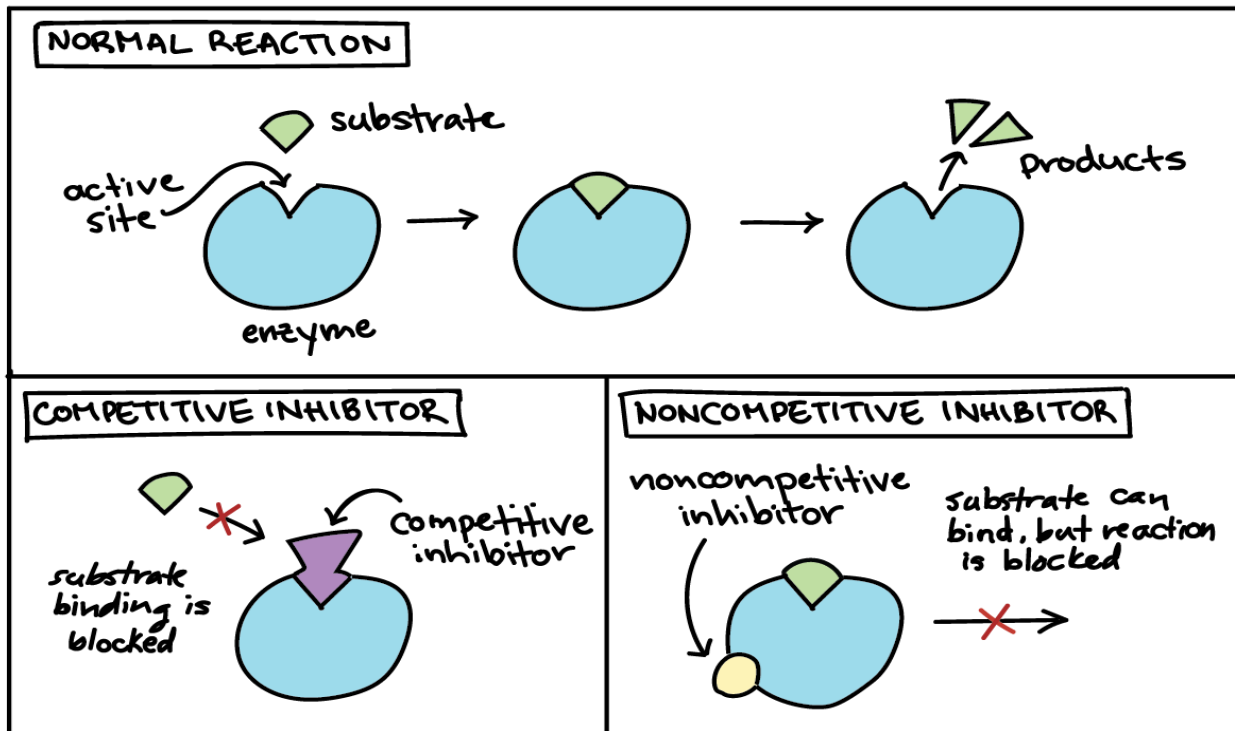 NORMAL REACTION
substrate
active
site
enzyme
products
COMPETITIVE INHIBITOR
competitive
inhibitor
substrate
binding is
blocked
NONCOMPETITIVE INHIBITOR
noncompetitive
inhibitor
substrate can
bind, but reaction
is blocked